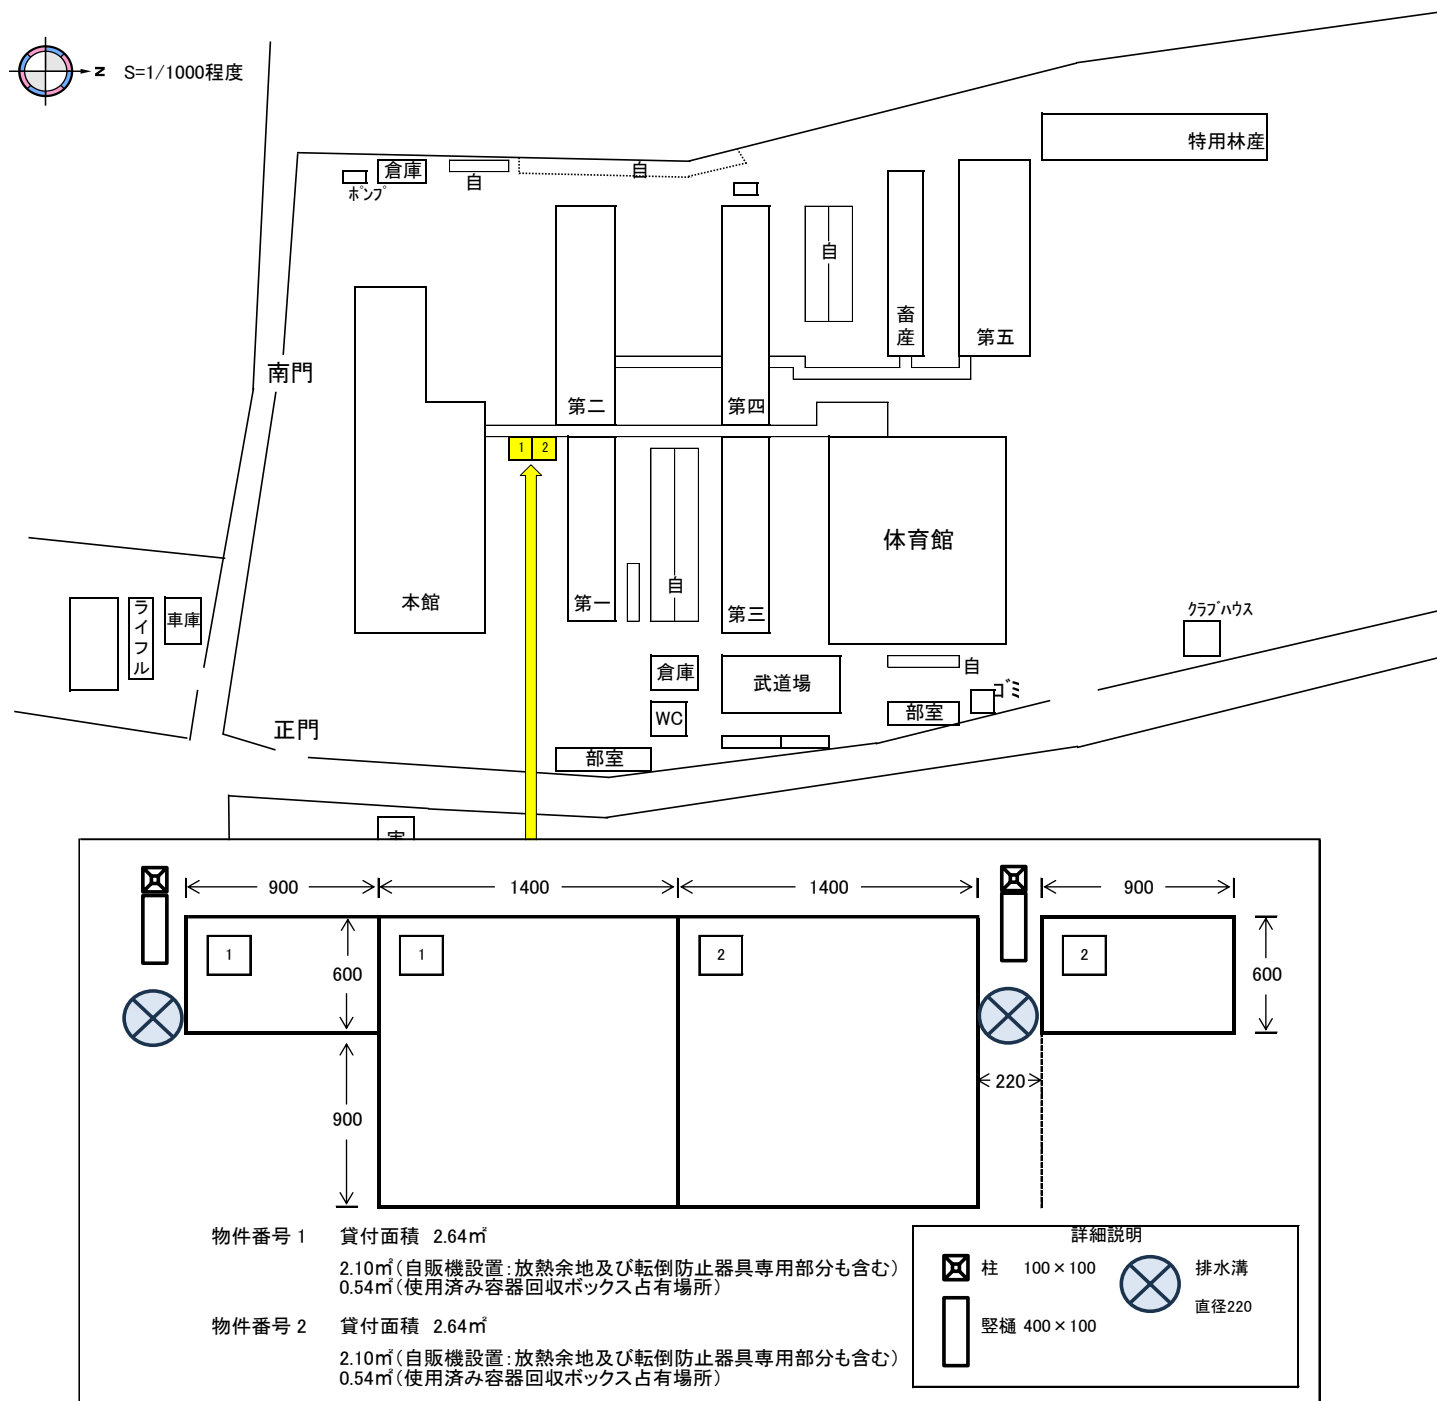 N S=1/1000程度
特用林産
倉庫
自
自
ﾎﾟﾝﾌﾟ
自
畜産
第五
南門
第二
第四
1 2
体育館
ライフル
車庫
本館
第一
自
第三
ｸﾗﾌﾞﾊｳｽ
倉庫
武道場
自
ｺﾞﾐ
WC
部室
正門
部室
900 1400 1400 900
1 1 2 2
600 600
220
900
物件番号 1 貸付面積 2.64㎡
2.10㎡(自販機設置:放熱余地及び転倒防止器具専用部分も含む)
0.54㎡(使用済み容器回収ボックス占有場所)
物件番号 2 貸付面積 2.64㎡
2.10㎡(自販機設置:放熱余地及び転倒防止器具専用部分も含む)
0.54㎡(使用済み容器回収ボックス占有場所)
詳細説明
柱 100×100 排水溝
直径220
竪樋 400×100